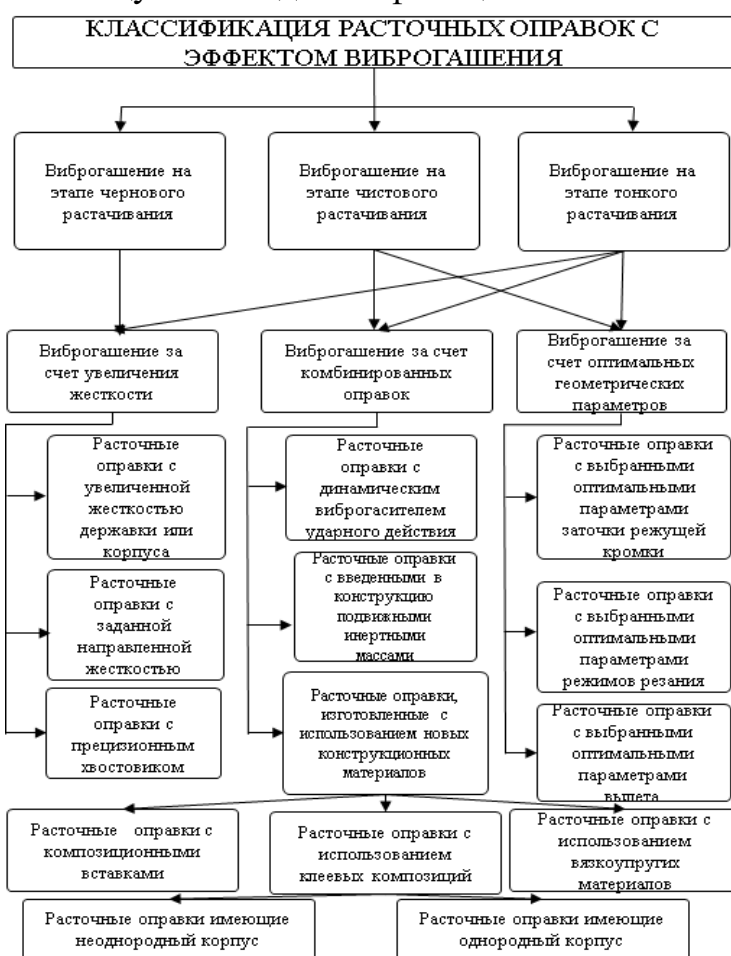 КЛАССИФИКАЦИЯ РАСТОЧНЫХ ОПРАВОК С
ЭФФЕКТОМ ВИБРОГАШЕНИЯ
Виброгашение на
этапе чернового
растачивания
Виброгашение на
этапе чистового
растачивания
Виброгашение на
этапе тонкого
растачивания
Виброгашение за
счет увеличения
жесткости
Виброгашение за счет
комбинированных
оправок
Виброгашение за
счет оптимальных
геометрических
параметров
Расточные
оправки с
увеличенной
жесткостью
державки или
корпуса
Расточные
оправки с
заданной
направленной
жесткостью
Расточные
оправки с
прецизионным
хвостовиком
Расточные
оправки с
динамическим
виброгасителем
ударного действия
Расточные оправки
с введенными в
конструкцию
подвижными
инертными
массами
Расточные оправки,
изготовленные с
использованием новых
конструкционных
материалов
Расточные оправки
с выбранными
оптимальными
параметрами
заточки режущей
кромки
Расточные оправки
с выбранными
оптимальными
параметрами
режимов резания
Расточные оправки
с выбранными
оптимальными
параметрами
вылета
Расточные оправки с
композиционными
вставками
Расточные оправки с
использованием
клеевых композиций
Расточные оправки с
использованием
вязкоупругих
материалов
Расточные оправки имеющие
неоднородный корпус
Расточные оправки имеющие
однородный корпус